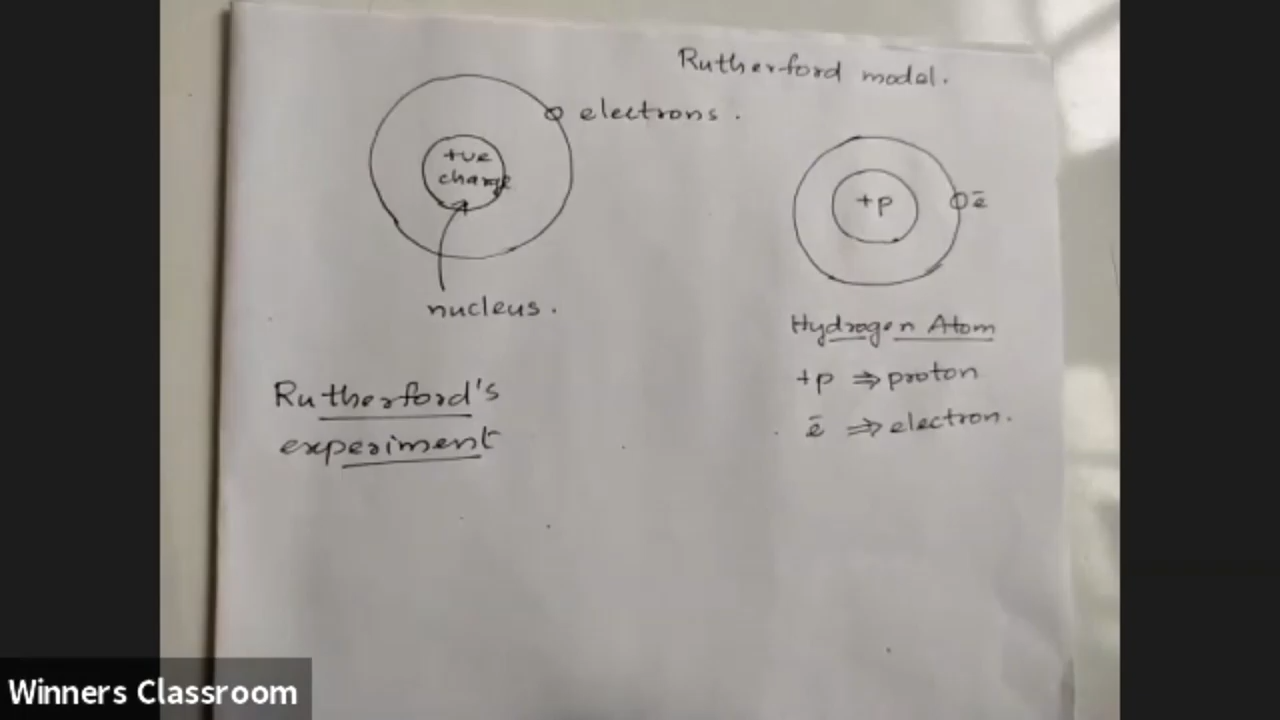 Rutherford model.
electrons.
+ve
charge
nucleus.
+p
ē
Hydrogen Atom
+p ⇒ proton
ē ⇒ electron.
Rutherford's
experiment
Winners Classroom